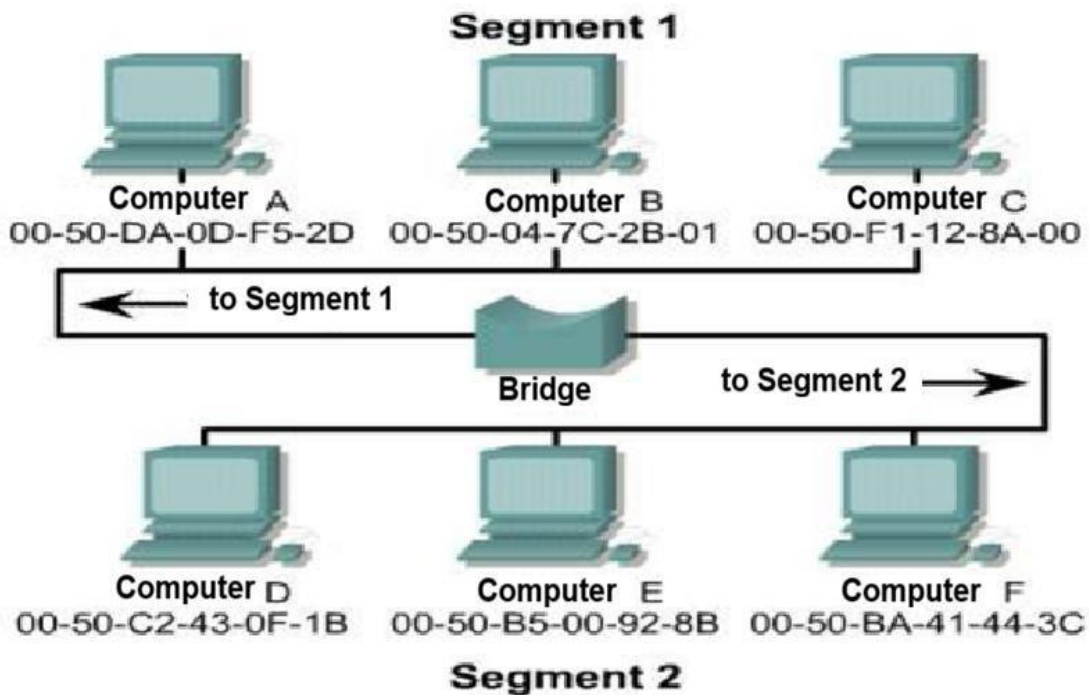 Segment 1
Computer A
00-50-DA-0D-F5-2D
Computer B
00-50-04-7C-2B-01
Computer C
00-50-F1-12-8A-00
to Segment 1
Bridge
to Segment 2
Computer D
00-50-C2-43-0F-1B
Computer E
00-50-B5-00-92-8B
Computer F
00-50-BA-41-44-3C
Segment 2